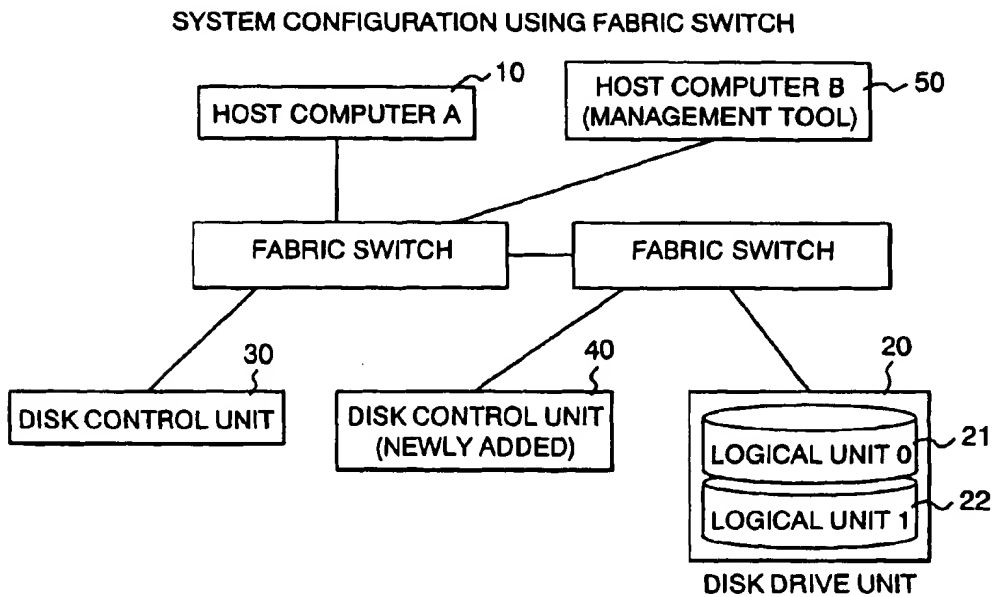 SYSTEM CONFIGURATION USING FABRIC SWITCH
10
HOST COMPUTER A
50
HOST COMPUTER B
(MANAGEMENT TOOL)
FABRIC SWITCH
FABRIC SWITCH
30
DISK CONTROL UNIT
40
DISK CONTROL UNIT
(NEWLY ADDED)
20
LOGICAL UNIT 0
21
LOGICAL UNIT 1
22
DISK DRIVE UNIT